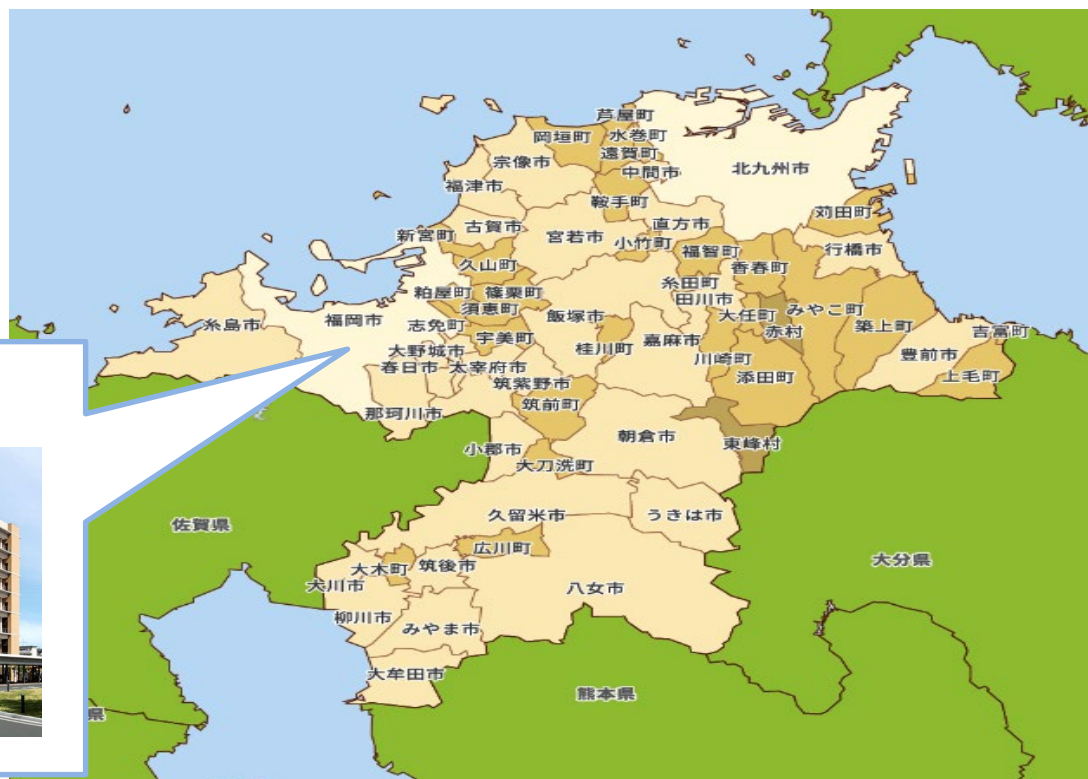 芦屋町
岡垣町
水巻町
遠賀町
宗像市
中間市
北九州市
福津市
鞍手町
苅田町
直方市
古賀市
新宮町
宮若市
小竹町
福智町
行橋市
久山町
香春町
糸田町
粕屋町
篠栗町
田川市
須恵町
みやこ町
飯塚市
大任町
糸島市
福岡市
志免町
築上町
赤村
吉富町
宇美町
嘉麻市
桂川町
大野城市
豊前市
川崎町
春日市
太宰府市
上毛町
添田町
筑紫野市
筑前町
那珂川市
朝倉市
東峰村
小郡市
大刀洗町
久留米市
うきは市
佐賀県
広川町
大分県
大木町
筑後市
大川市
八女市
柳川市
みやま市
大牟田市
熊本県
県